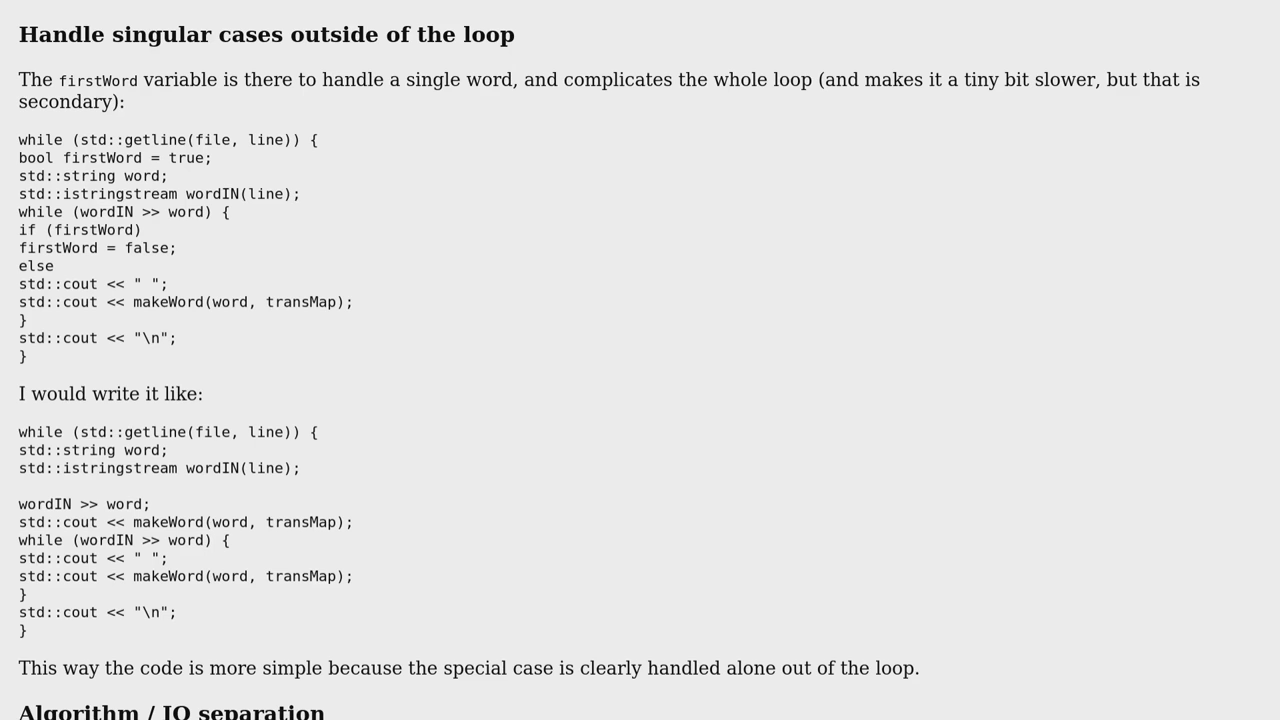 Handle singular cases outside of the loop
The firstWord variable is there to handle a single word, and complicates the whole loop (and makes it a tiny bit slower, but that is
secondary):
while (std::getline(file, line)) {
bool firstWord = true;
std::string word;
std::istringstream wordIN(line);
while (wordIN >> word) {
if (firstWord)
firstWord = false;
else
std::cout << " ";
std::cout << makeWord(word, transMap);
}
std::cout << "\n";
}
I would write it like:
while (std::getline(file, line)) {
std::string word;
std::istringstream wordIN(line);
wordIN >> word;
std::cout << makeWord(word, transMap);
while (wordIN >> word) {
std::cout << " ";
std::cout << makeWord(word, transMap);
}
std::cout << "\n";
}
This way the code is more simple because the special case is clearly handled alone out of the loop.
Algorithm / IO separation